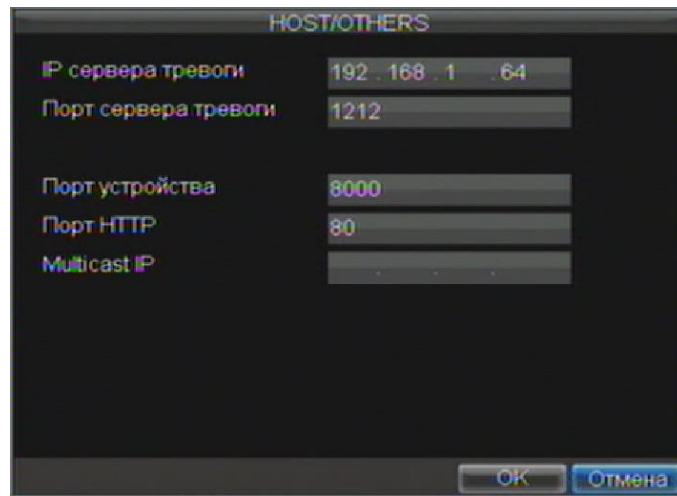 HOST/OTHERS
IP сервера тревоги 192 . 168 . 1 . 64
Порт сервера тревоги 1212
Порт устройства 8000
Порт HTTP 80
Multicast IP . . .
OK Отмена